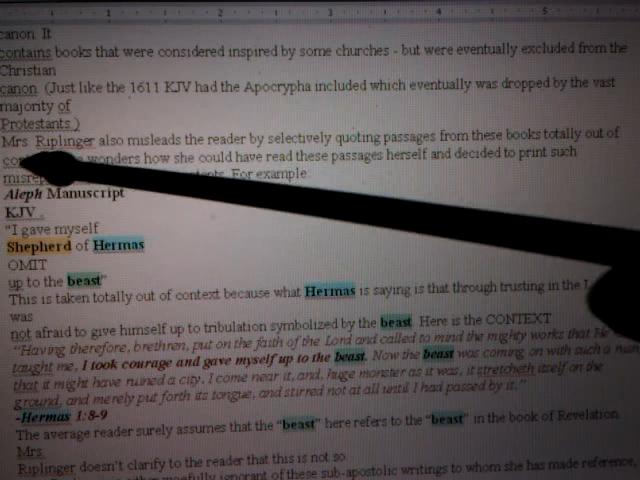 canon. It
contains books that were considered inspired by some churches - but were eventually excluded from the
Christian
canon. (Just like the 1611 KJV had the Apocrypha included which eventually was dropped by the vast
majority of
Protestants.)
Mrs Riplinger also misleads the reader by selectively quoting passages from these books totally out of
wonders how she could have read these passages herself and decided to print such
For example:
Aleph Manuscript
KJV
"I gave myself
Shepherd of Hermas
OMIT
up to the beast"
This is taken totally out of context because what Hermas is saying is that through trusting in the
was
not afraid to give himself up to tribulation symbolized by the beast. Here is the CONTEXT
"Having therefore, brethren, put on the faith of the Lord and called to mind the mighty works that He
taught me, I took courage and gave myself up to the beast. Now the beast was coming on with such a
that it might have ruined a city. I come near it, and, huge monster as it was, it stretcheth itself on the
ground, and merely put forth its tongue, and stirred not at all until I had passed by it."
-Hermas 1:8-9
The average reader surely assumes that the "beast" here refers to the "beast" in the book of Revelation.
Mrs.
Riplinger doesn't clarify to the reader that this is not so.
ignorant of these sub-apostolic writings to whom she has made reference,